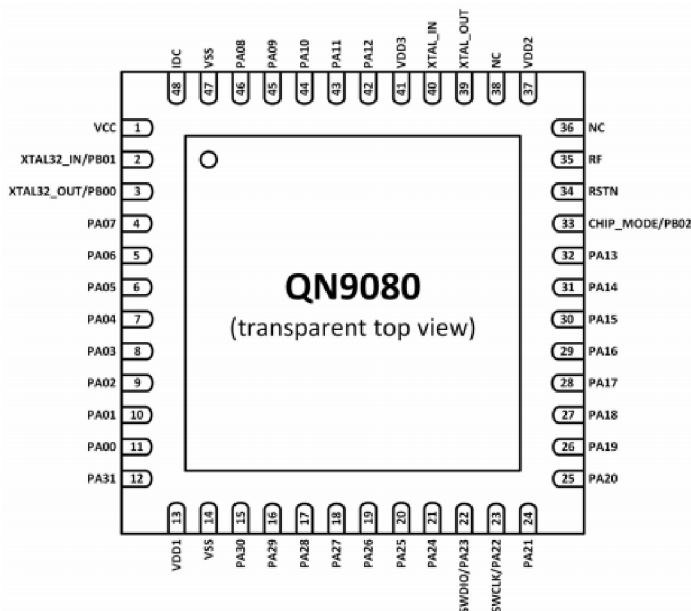 IDC
VSS
PA08
PA09
PA10
PA11
PA12
VDD3
XTAL_IN
XTAL_OUT
NC
VDD2
48
47
46
45
44
43
42
41
40
39
38
37
VCC 1
36 NC
XTAL32_IN/PB01 2
35 RF
XTAL32_OUT/PB00 3
34 RSTN
PA07 4
33 CHIP_MODE/PB02
PA06 5
32 PA13
PA05 6
31 PA14
PA04 7
30 PA15
PA03 8
29 PA16
PA02 9
28 PA17
PA01 10
27 PA18
PA00 11
26 PA19
PA31 12
25 PA20
QN9080
(transparent top view)
13
14
15
16
17
18
19
20
21
22
23
24
VDD1
VSS
PA30
PA29
PA28
PA27
PA26
PA25
PA24
SWDIO/PA23
SWCLK/PA22
PA21